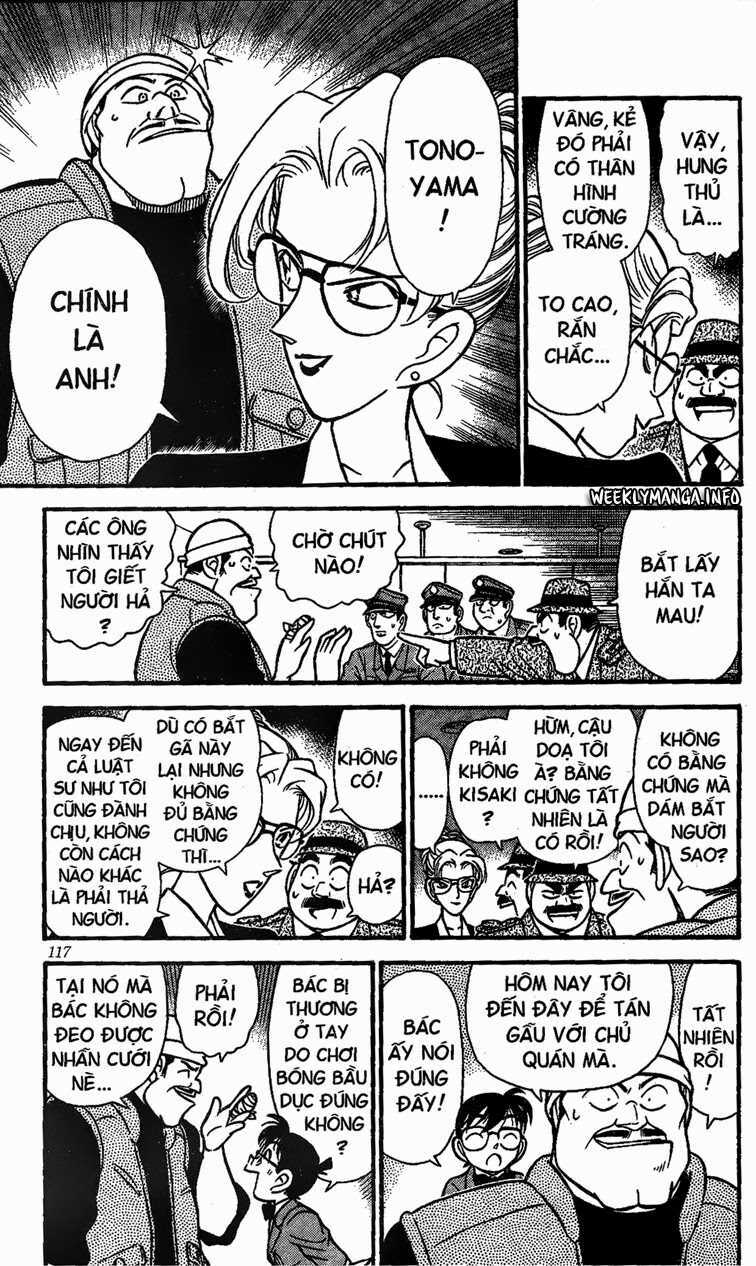 VẬY,
HUNG
THỦ
LÀ...
VÂNG, KẺ
ĐÓ PHẢI
CÓ THÂN
HÌNH
CƯỜNG
TRÁNG.
TO CAO,
RẮN
CHẮC...
TONO-
YAMA
!
CHÍNH
LÀ
ANH!
WEEKLYMANGA.INFO
BẮT LẤY
HẮN TA
MAU!
CHỜ CHÚT
NÀO!
CÁC ÔNG
NHÌN THẤY
TÔI GIẾT
NGƯỜI HẢ
?
KHÔNG
CÓ BẰNG
CHỨNG MÀ
DÁM BẮT
NGƯỜI
SAO?
HỪM, CẬU
DOẠ TÔI
À? BẰNG
CHỨNG TẤT
NHIÊN LÀ
CÓ RỒI!
PHẢI
KHÔNG
KISAKI
?
......
KHÔNG
CÓ!
HẢ?
DÙ CÓ BẮT
GÃ NÀY
LẠI NHƯNG
KHÔNG
ĐỦ BẰNG
CHỨNG
THÌ...
NGAY ĐẾN
CẢ LUẬT
SƯ NHƯ TÔI
CŨNG ĐÀNH
CHỊU, KHÔNG
CÒN CÁCH
NÀO KHÁC
LÀ PHẢI THẢ
NGƯỜI.
117
TẤT
NHIÊN
RỒI
!
HÔM NAY TÔI
ĐẾN ĐÂY ĐỂ TÁN
GẪU VỚI CHỦ
QUÁN MÀ.
BÁC
ẤY NÓI
ĐÚNG
ĐẤY!
BÁC BỊ
THƯƠNG
Ở TAY
DO CHƠI
BÓNG BẦU
DỤC ĐÚNG
KHÔNG
?
PHẢI
RỒI!
TẠI NÓ MÀ
BÁC KHÔNG
ĐEO ĐƯỢC
NHẪN CƯỚI
NÈ...